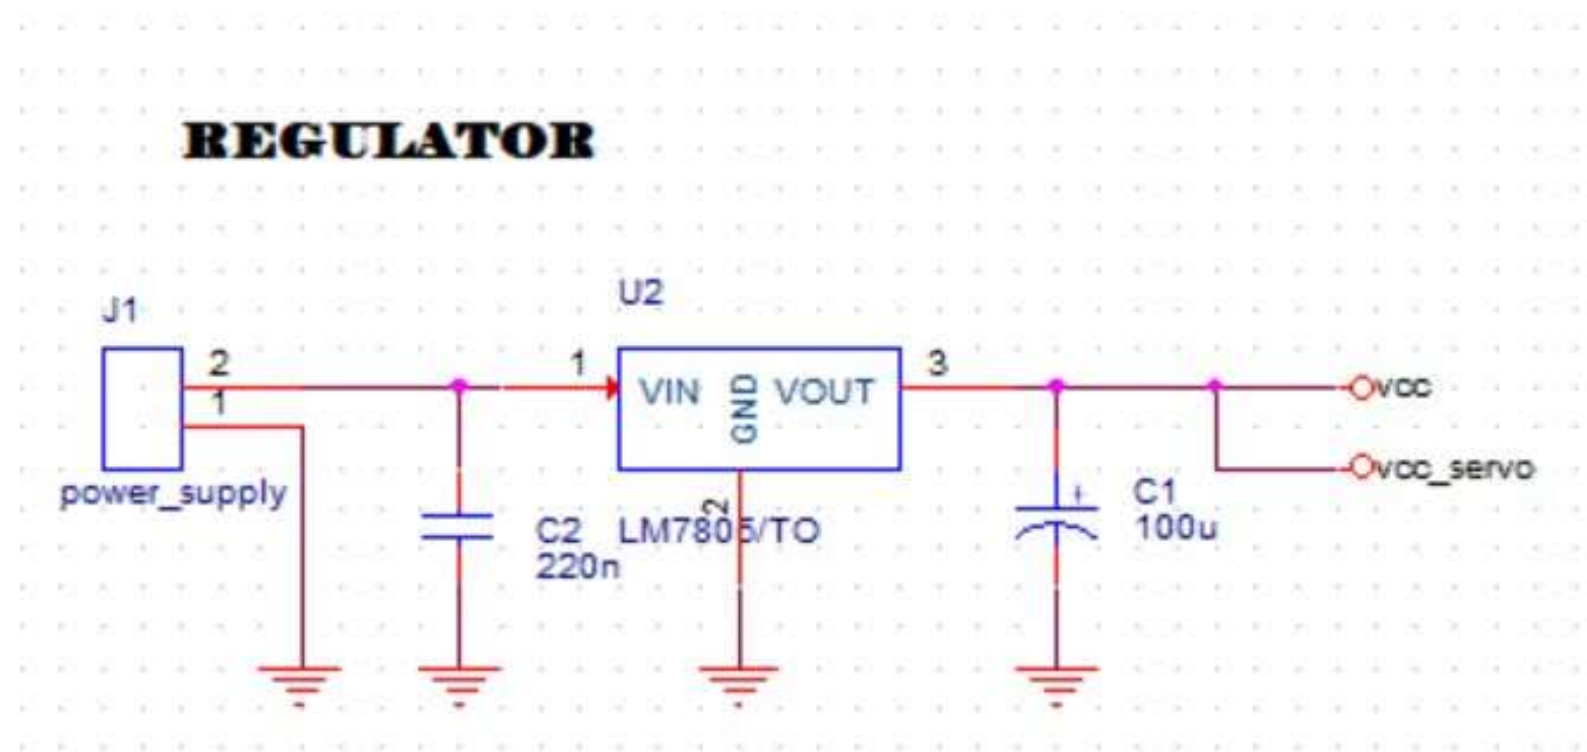 REGULATOR
J1
2
1
power_supply
C2
220n
U2
1
VIN
GND
VOUT
3
2
LM7805/TO
+
C1
100u
vcc
vcc_servo